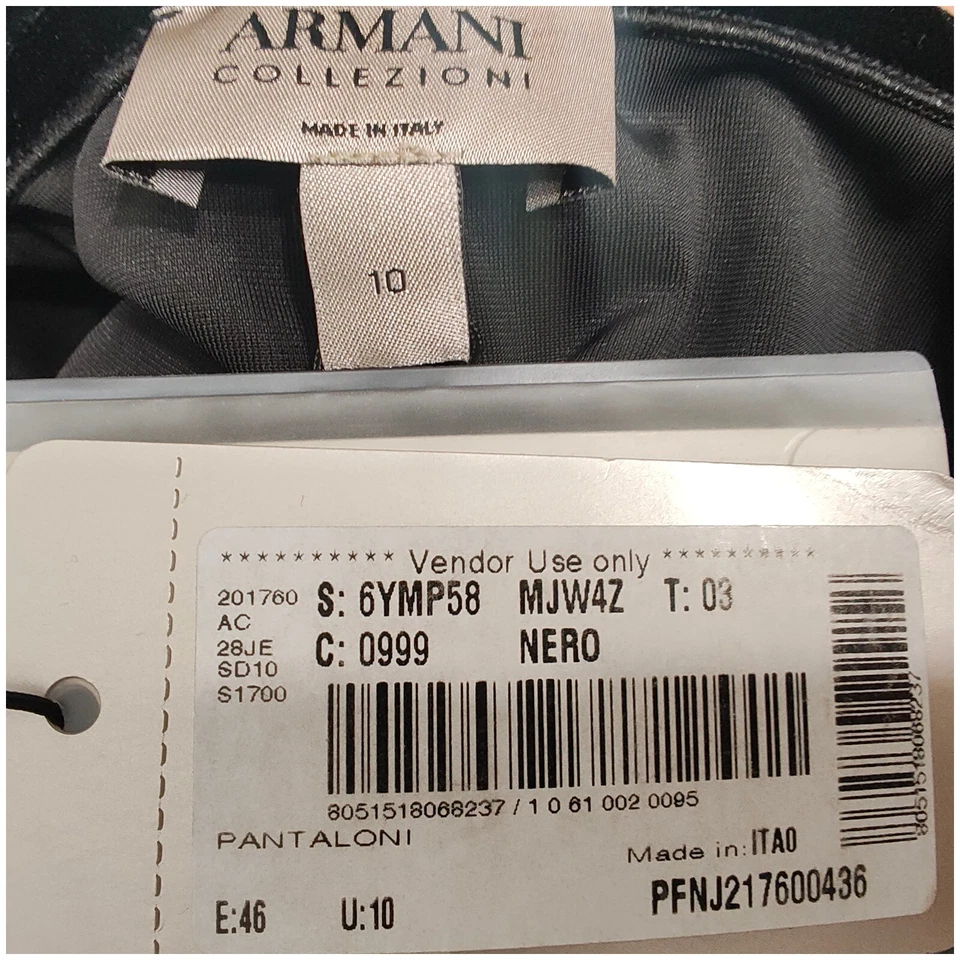 ARMANI
COLLEZIONI
MADE IN ITALY
10
********** Vendor Use only **********
201760
AC
28JE
SD10
S1700
S: 6YMP58 MJW4Z T: 03
C: 0999 NERO
8051518068237 / 1 0 61 002 0095
8051518068237
PANTALONI
Made in: ITA0
E:46 U:10
PFNJ217600436